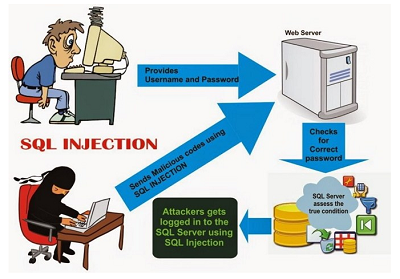 Web Server
Provides
Username and Password
SQL INJECTION
Checks
for
Correct
password
Sends Malicious codes using
SQL INJECTION
SQL Server
assess the
true condition
Attackers gets
logged in to the
SQL Server using
SQL Injection